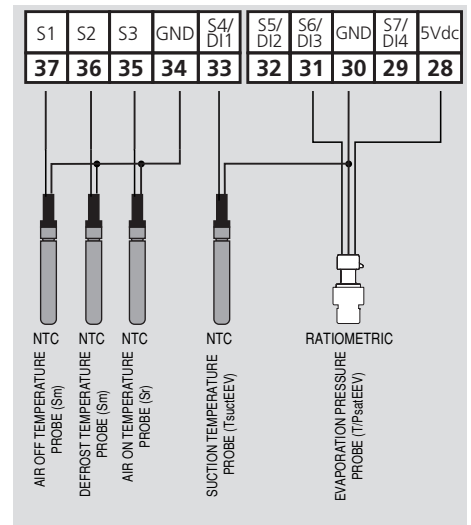 S1 S2 S3 GND S4/DI1 S5/DI2 S6/DI3 GND S7/DI4 5Vdc
37 36 35 34 33 32 31 30 29 28
NTC NTC NTC NTC RATIOMETRIC
AIR OFF TEMPERATURE
PROBE (Sm)
DEFROST TEMPERATURE
PROBE (Sm)
AIR ON TEMPERATURE
PROBE (Sr)
SUCTION TEMPERATURE
PROBE (TsuctEEV)
EVAPORATION PRESSURE
PROBE (T/PsatEEV)